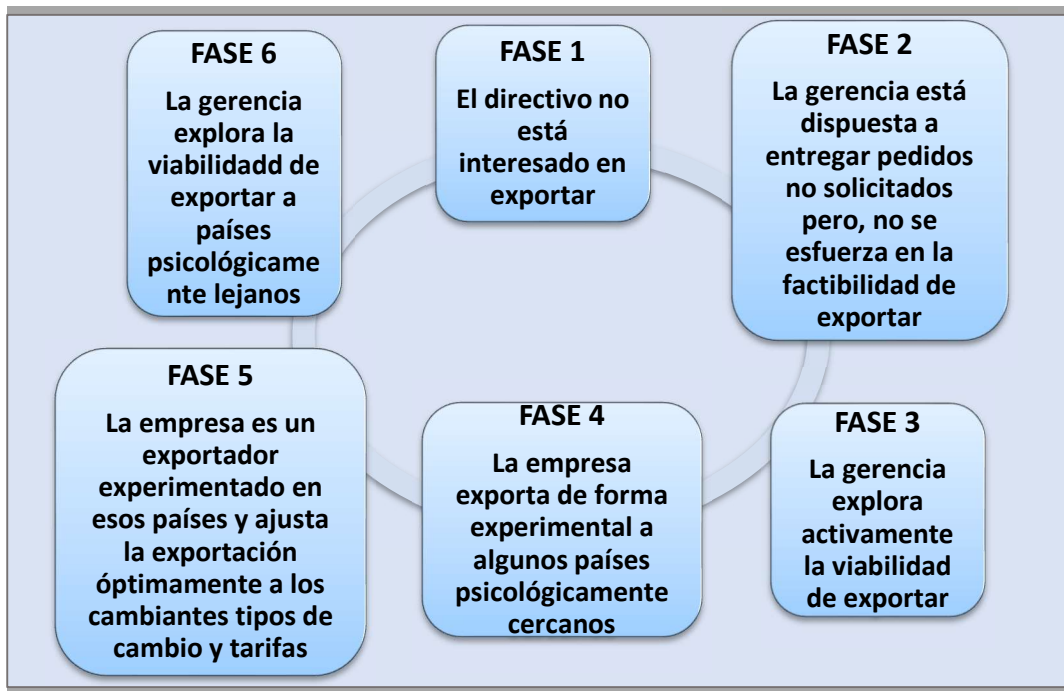 FASE 1
El directivo no
está
interesado en
exportar
FASE 2
La gerencia está
dispuesta a
entregar pedidos
no solicitados
pero, no se
esfuerza en la
factibilidad de
exportar
FASE 3
La gerencia
explora
activamente
la viabilidad
de exportar
FASE 4
La empresa
exporta de forma
experimental a
algunos países
psicológicamente
cercanos
FASE 5
La empresa es un
exportador
experimentado en
esos países y ajusta
la exportación
óptimamente a los
cambiantes tipos de
cambio y tarifas
FASE 6
La gerencia
explora la
viabilidadd de
exportar a
países
psicológicame
nte lejanos